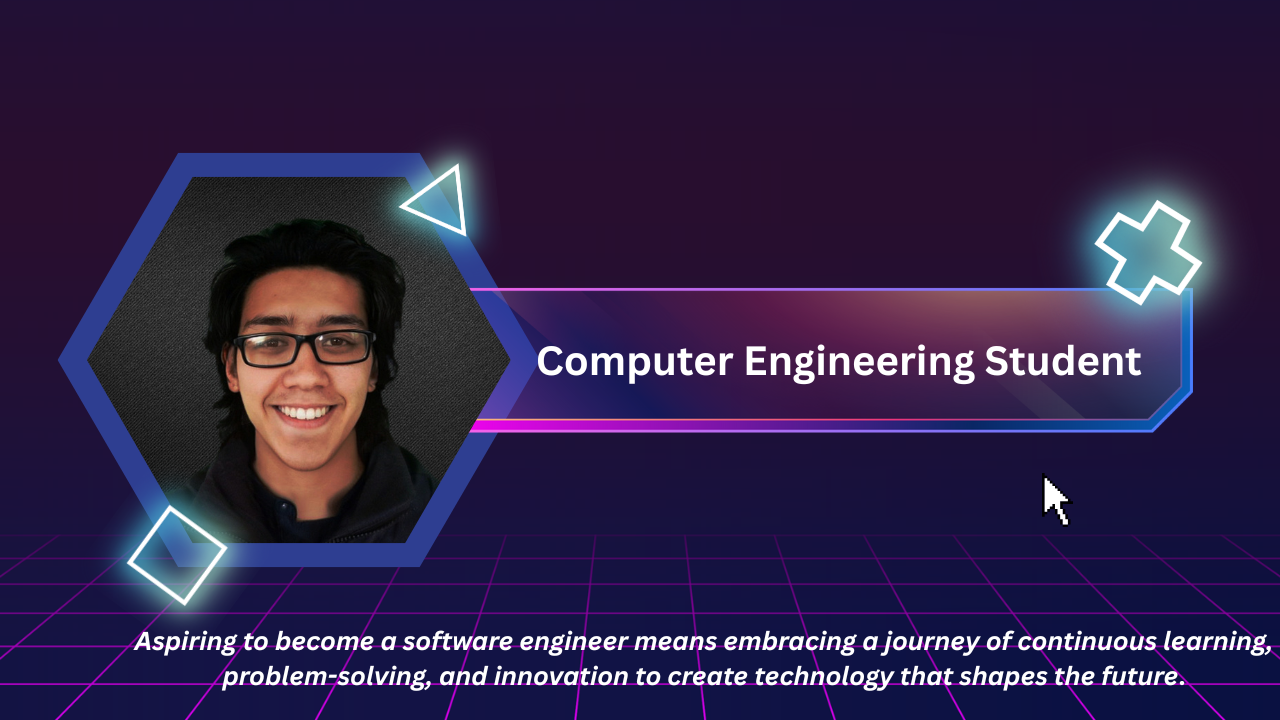 Computer Engineering Student
Aspiring to become a software engineer means embracing a journey of continuous learning,
problem-solving, and innovation to create technology that shapes the future.